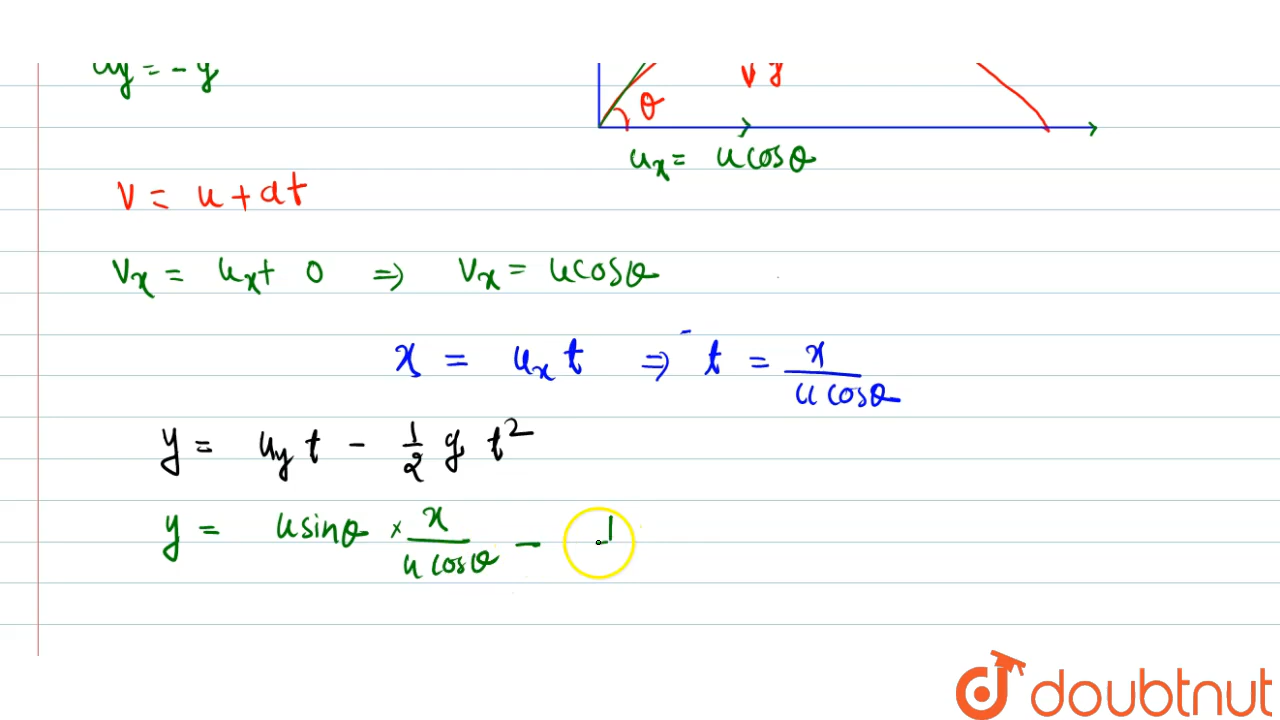 ay = - g
θ
vy
ux = u cosθ
v = u + at
vx = ux + 0 ⇒ vx = u cosθ
x = ux t ⇒ t = x / u cosθ
y = uy t - 1/2 g t²
y = u sinθ × x / u cosθ - 1
doubtnut